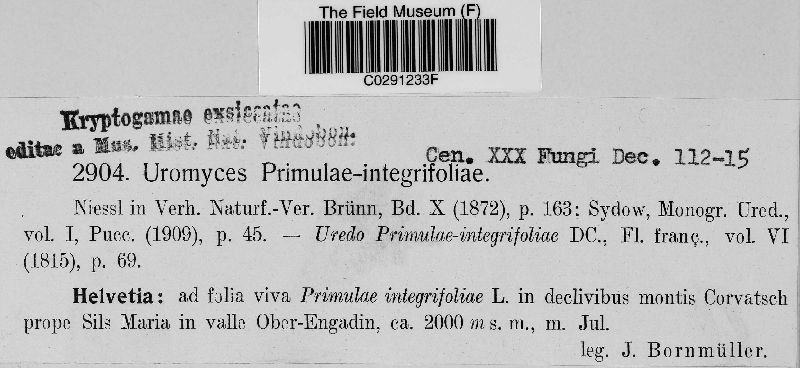 The Field Museum (F)
C0291233F
Kryptogamae exsiccatae
editae a Mus. Hist. Nat. Vindobon:
Cen. XXX Fungi Dec. 112-15
2904. Uromyces Primulae-integrifoliae.
Niessl in Verh. Naturf.-Ver. Brünn, Bd. X (1872), p. 163; Sydow, Monogr. Ured.,
vol. I, Pucc. (1909), p. 45. — Uredo Primulae-integrifoliae DC., Fl. franç., vol. VI
(1815), p. 69.
Helvetia: ad folia viva Primulae integrifoliae L. in declivibus montis Corvatsch
prope Sils Maria in valle Ober-Engadin, ca. 2000 m s. m., m. Jul.
leg. J. Bornmüller.